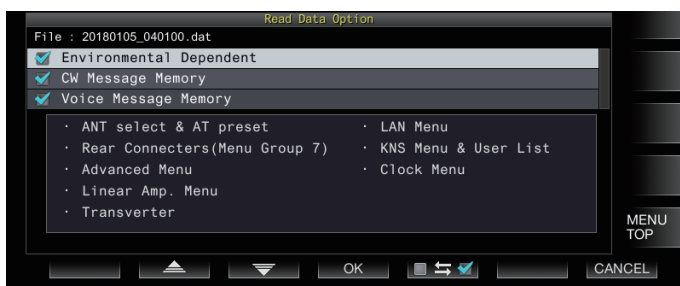 Read Data Option
File : 20180105_040100.dat
Environmental Dependent
CW Message Memory
Voice Message Memory
· ANT select & AT preset
· Rear Connecters(Menu Group 7)
· Advanced Menu
· Linear Amp. Menu
· Transverter
· LAN Menu
· KNS Menu & User List
· Clock Menu
MENU
TOP
OK
CANCEL